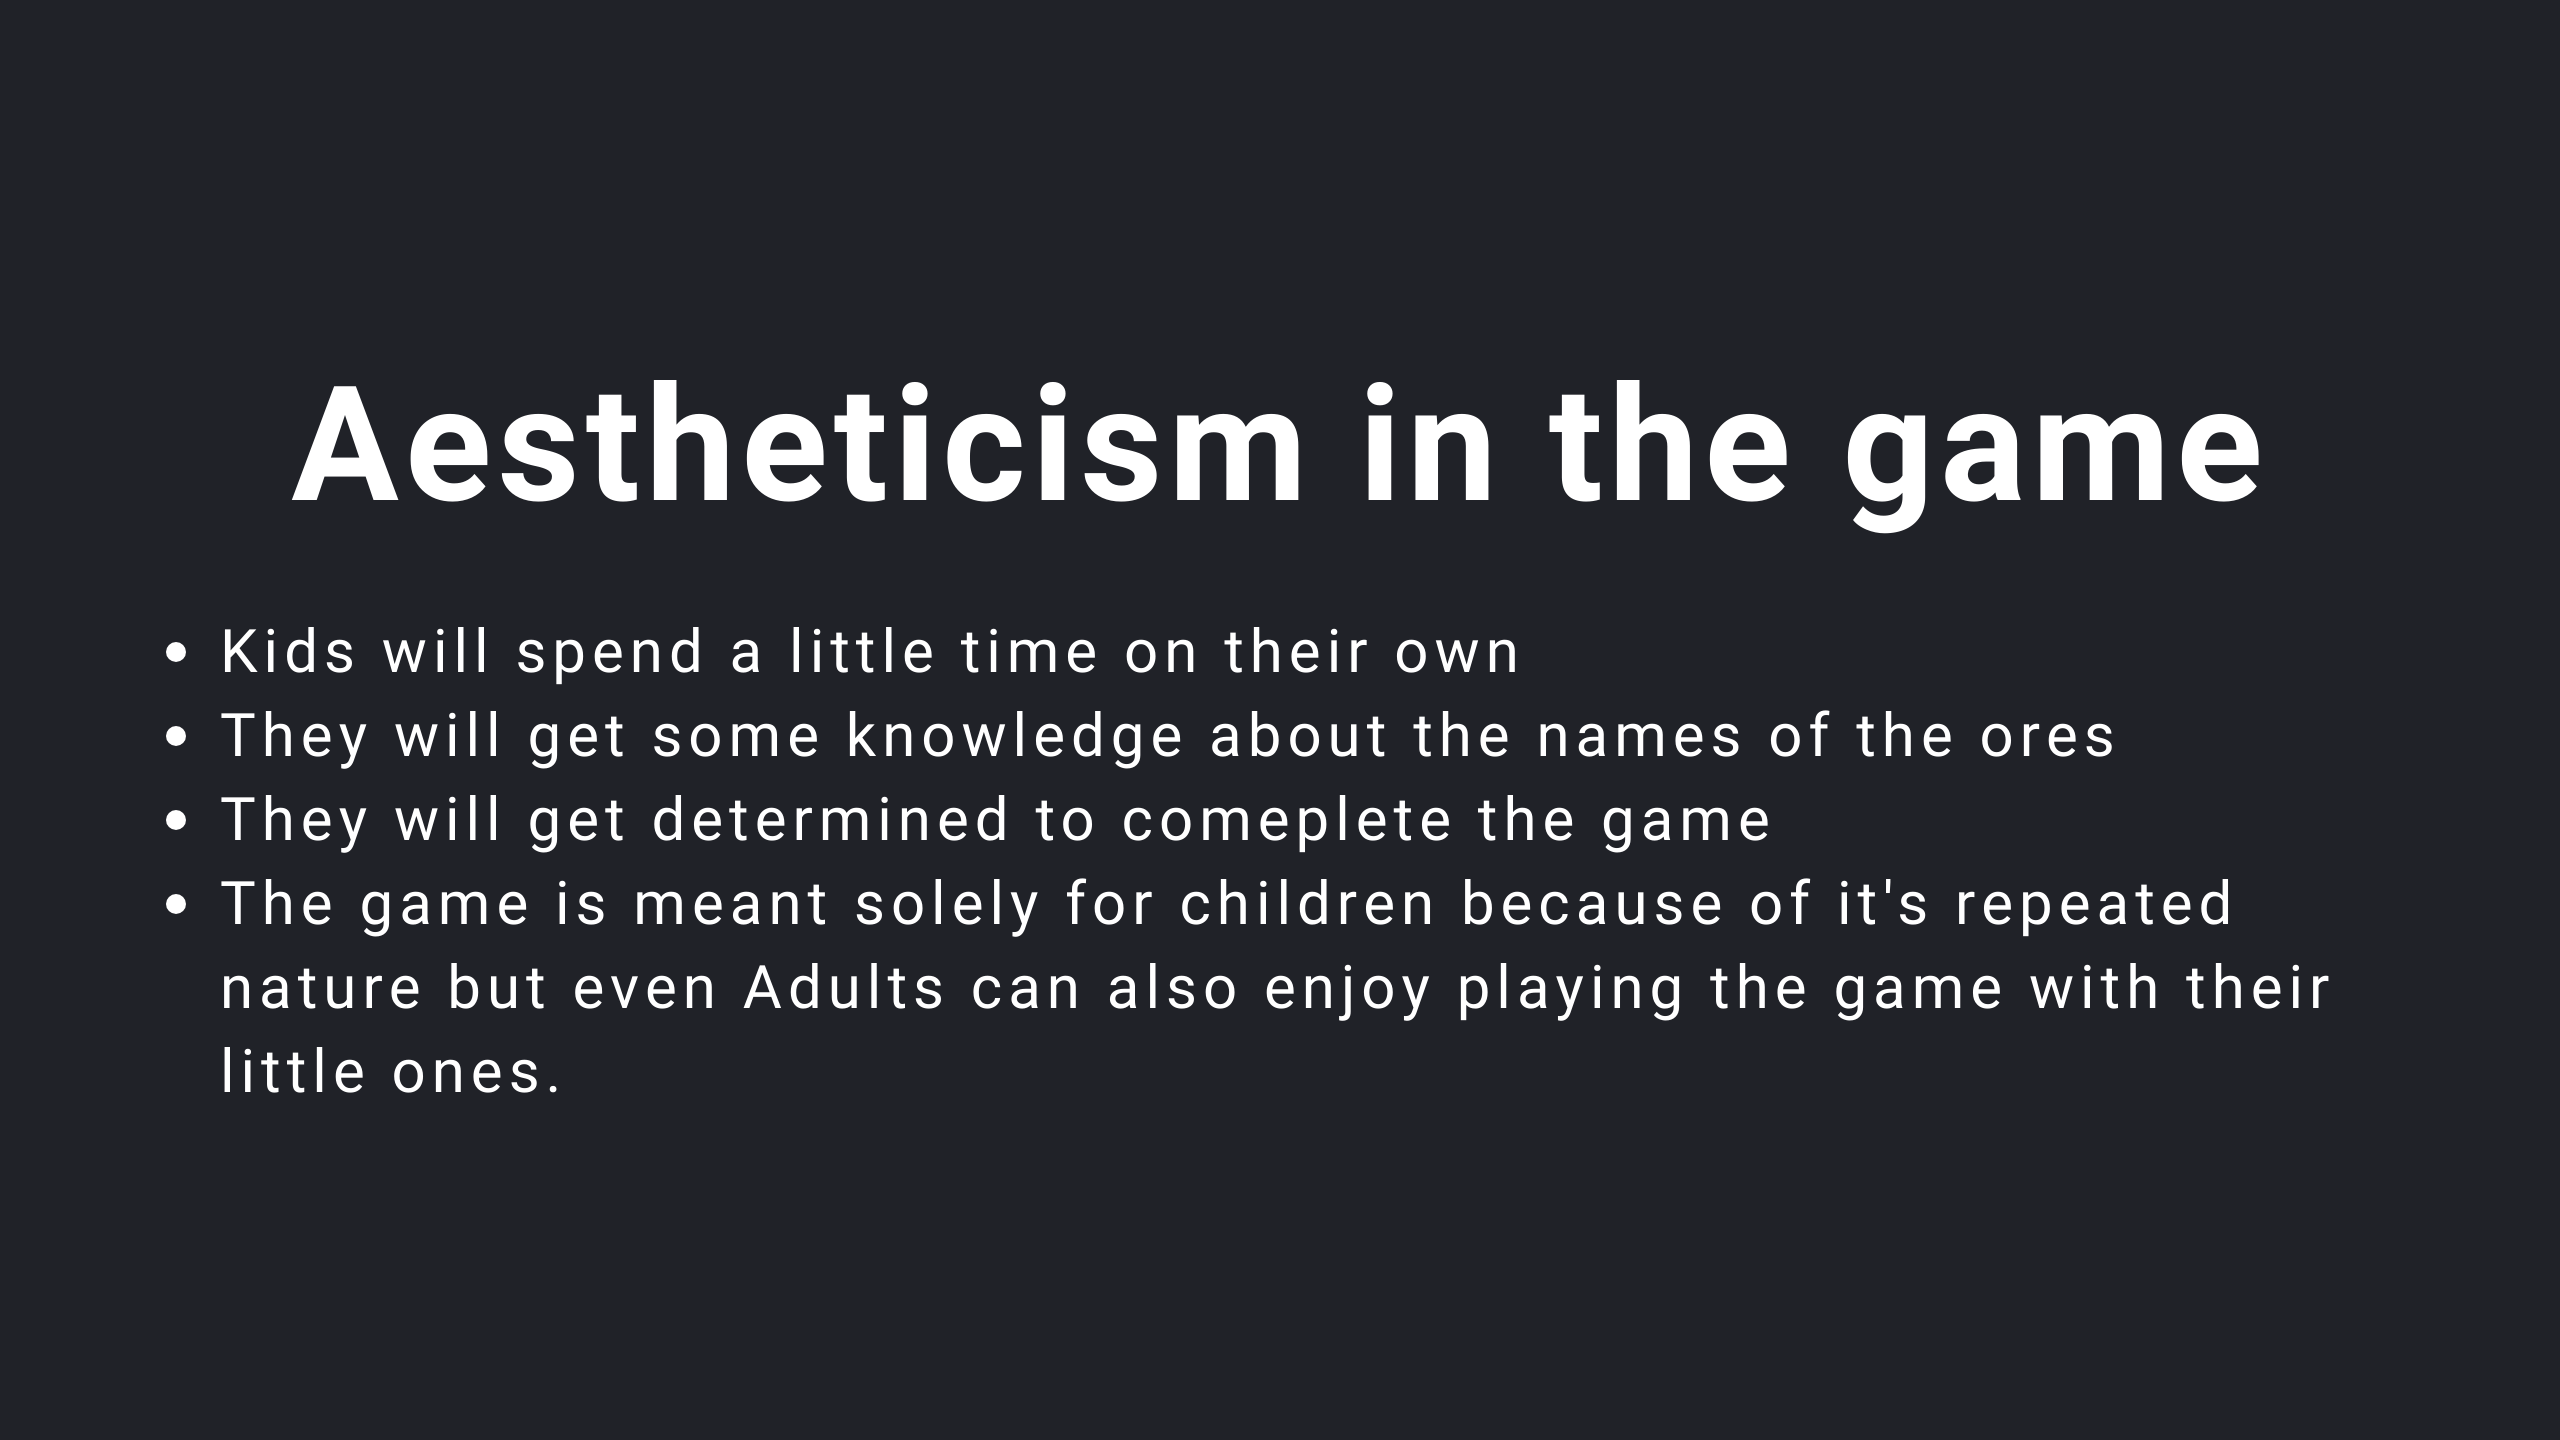 Aestheticism in the game
• Kids will spend a little time on their own
• They will get some knowledge about the names of the ores
• They will get determined to comeplete the game
• The game is meant solely for children because of it's repeated
nature but even Adults can also enjoy playing the game with their
little ones.